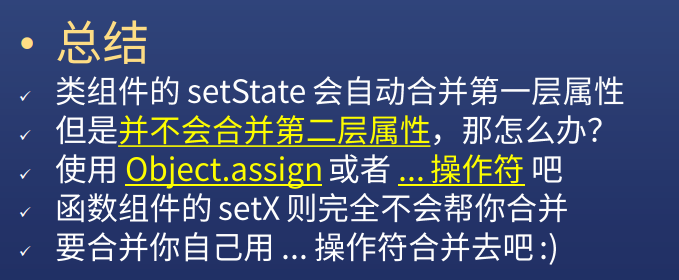 • 总结
✓ 类组件的 setState 会自动合并第一层属性
✓ 但是并不会合并第二层属性，那怎么办？
✓ 使用 Object.assign 或者 ... 操作符 吧
✓ 函数组件的 setX 则完全不会帮你合并
✓ 要合并你自己用 ... 操作符合并去吧 :)